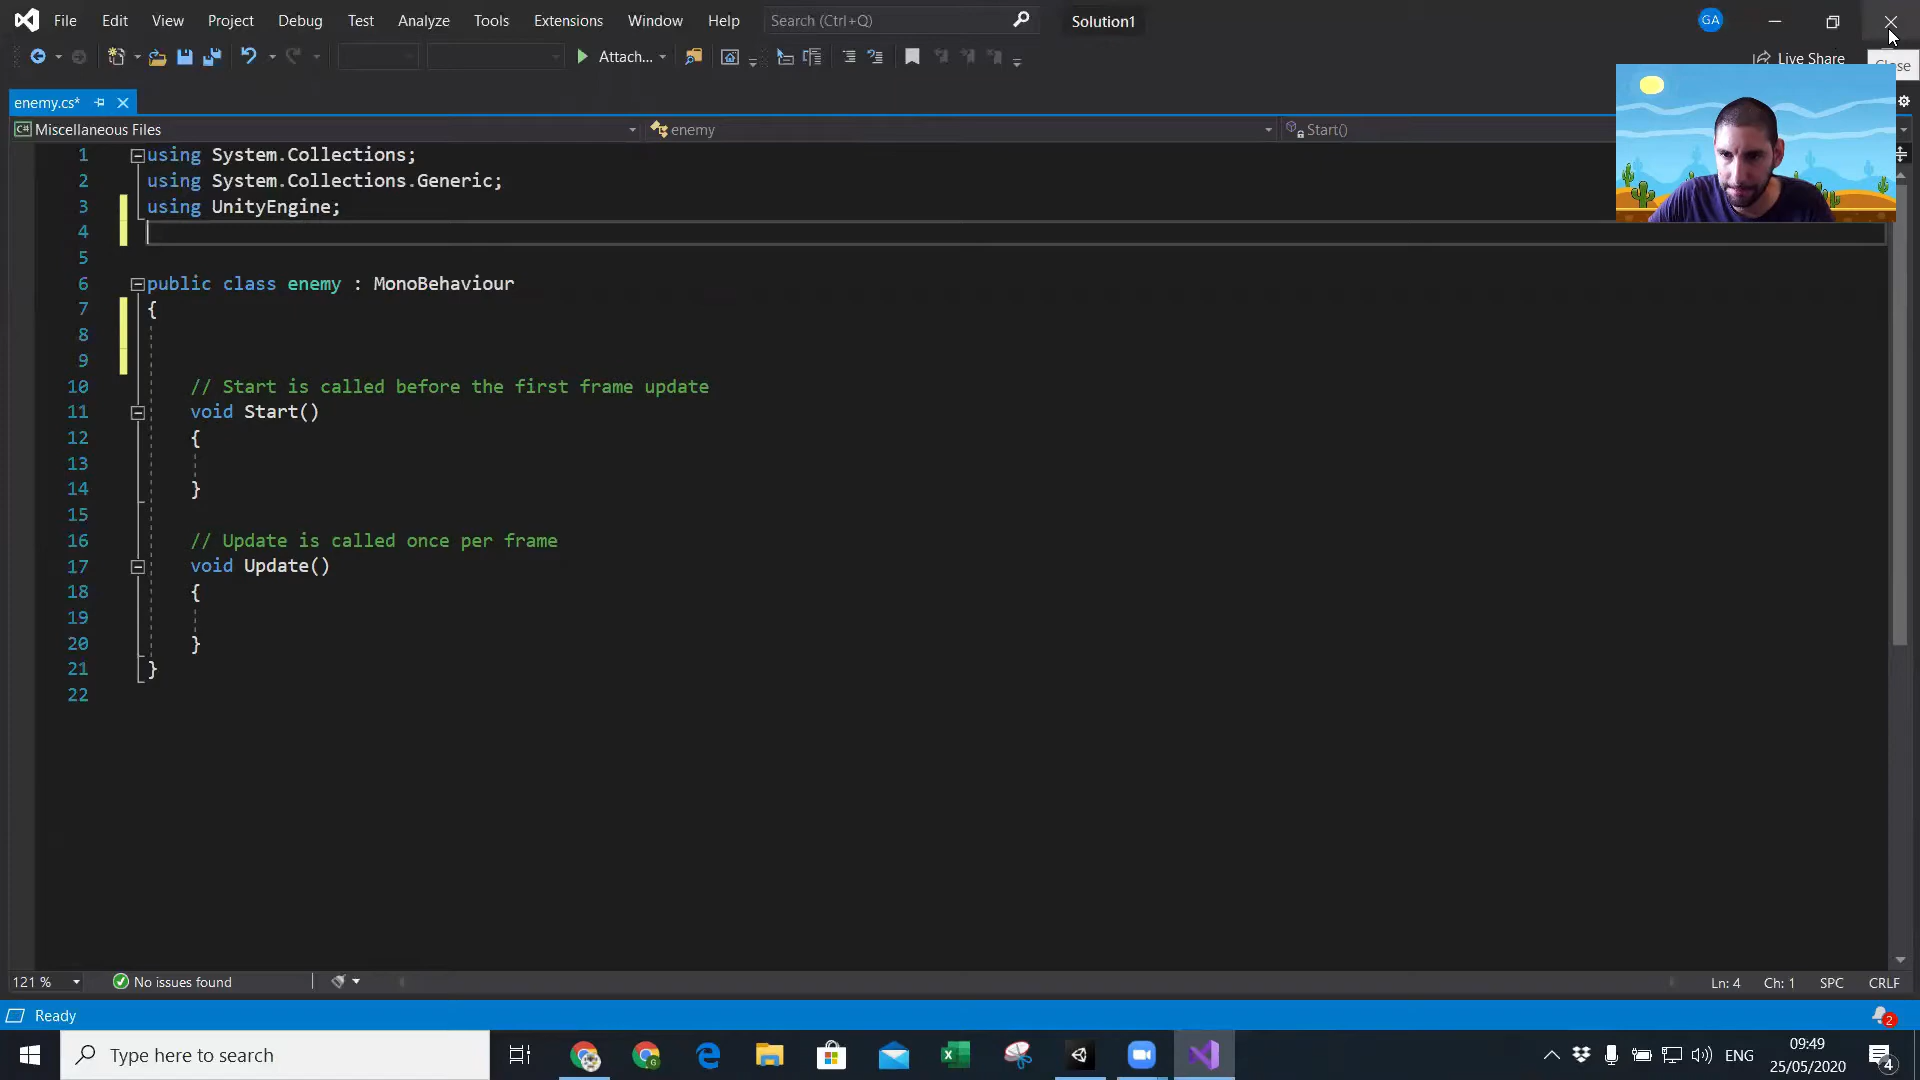 File Edit View Project Debug Test Analyze Tools Extensions Window Help Search (Ctrl+Q) Solution1 GA
Attach... Live Share
Close
enemy.cs*
C# Miscellaneous Files enemy Start()
1 using System.Collections;
2 using System.Collections.Generic;
3 using UnityEngine;
4
5
6 public class enemy : MonoBehaviour
7 {
8
9
10 // Start is called before the first frame update
11 void Start()
12 {
13
14 }
15
16 // Update is called once per frame
17 void Update()
18 {
19
20 }
21 }
22
121 % No issues found Ln: 4 Ch: 1 SPC CRLF
Ready 2
Type here to search ENG 09:49
25/05/2020 4